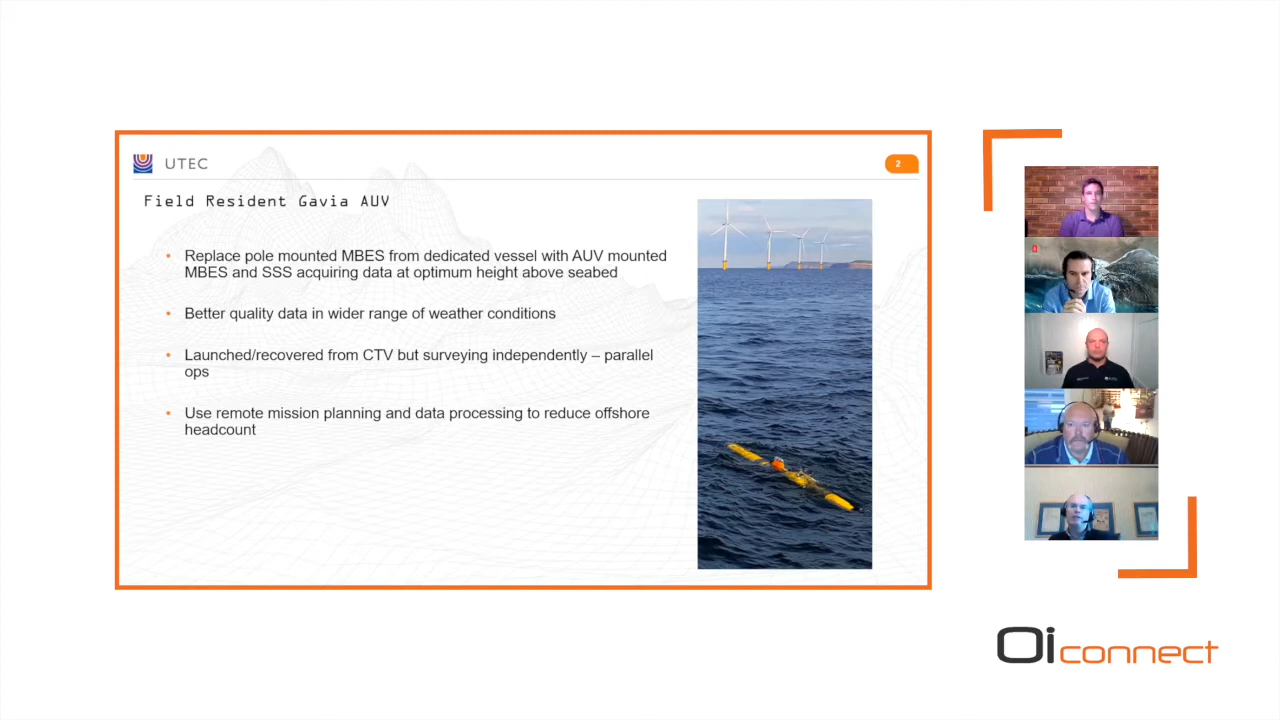 UTEC
2
Field Resident Gavia AUV
• Replace pole mounted MBES from dedicated vessel with AUV mounted
MBES and SSS acquiring data at optimum height above seabed
• Better quality data in wider range of weather conditions
• Launched/recovered from CTV but surveying independently – parallel
ops
• Use remote mission planning and data processing to reduce offshore
headcount
Oi connect